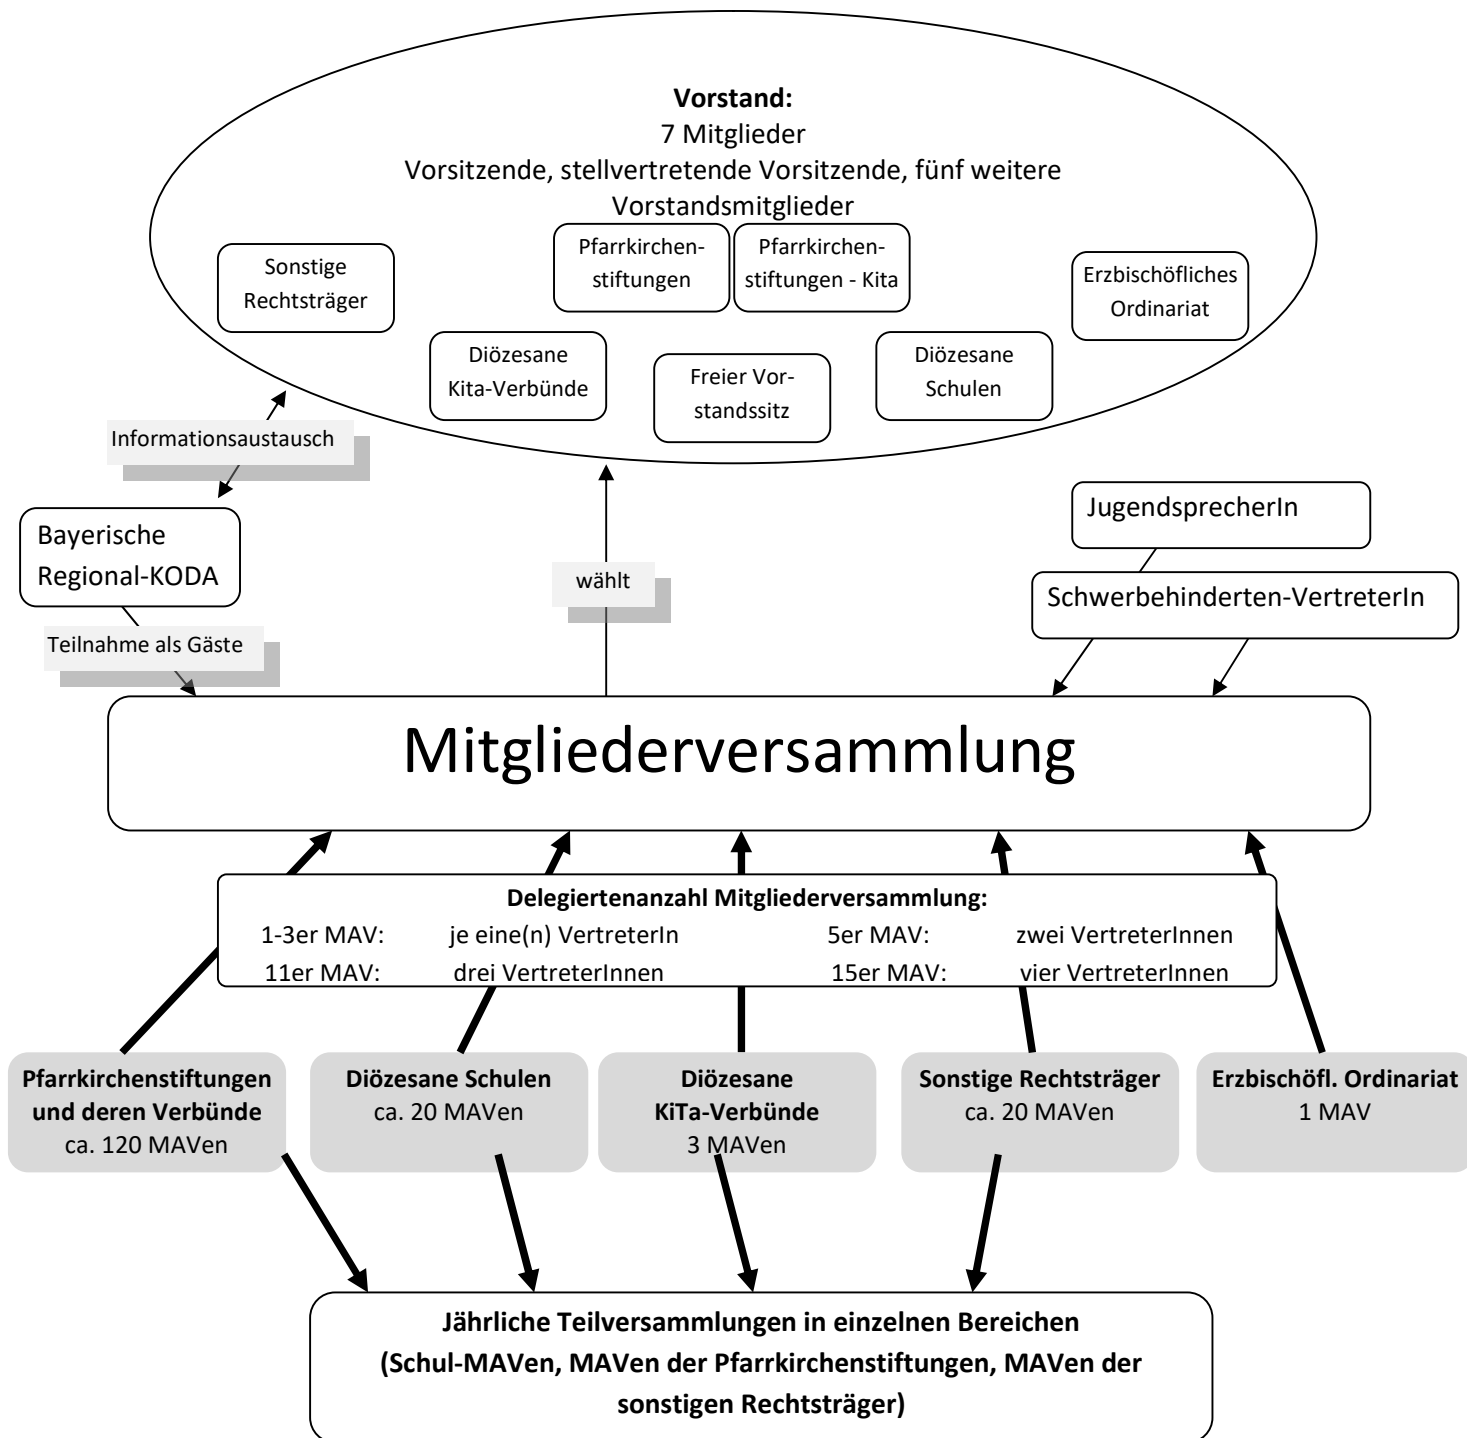 Vorstand:
7 Mitglieder
Vorsitzende, stellvertretende Vorsitzende, fünf weitere
Vorstandsmitglieder
Sonstige
Rechtsträger
Pfarrkirchen-
stiftungen
Pfarrkirchen-
stiftungen - Kita
Erzbischöfliches
Ordinariat
Diözesane
Kita-Verbünde
Freier Vor-
standssitz
Diözesane
Schulen
Informationsaustausch
Bayerische
Regional-KODA
wählt
JugendsprecherIn
Schwerbehinderten-VertreterIn
Teilnahme als Gäste
Mitgliederversammlung
Delegiertenanzahl Mitgliederversammlung:
1-3er MAV: je eine(n) VertreterIn 5er MAV: zwei VertreterInnen
11er MAV: drei VertreterInnen 15er MAV: vier VertreterInnen
Pfarrkirchenstiftungen
und deren Verbünde
ca. 120 MAVen
Diözesane Schulen
ca. 20 MAVen
Diözesane
KiTa-Verbünde
3 MAVen
Sonstige Rechtsträger
ca. 20 MAVen
Erzbischöfl. Ordinariat
1 MAV
Jährliche Teilversammlungen in einzelnen Bereichen
(Schul-MAVen, MAVen der Pfarrkirchenstiftungen, MAVen der
sonstigen Rechtsträger)